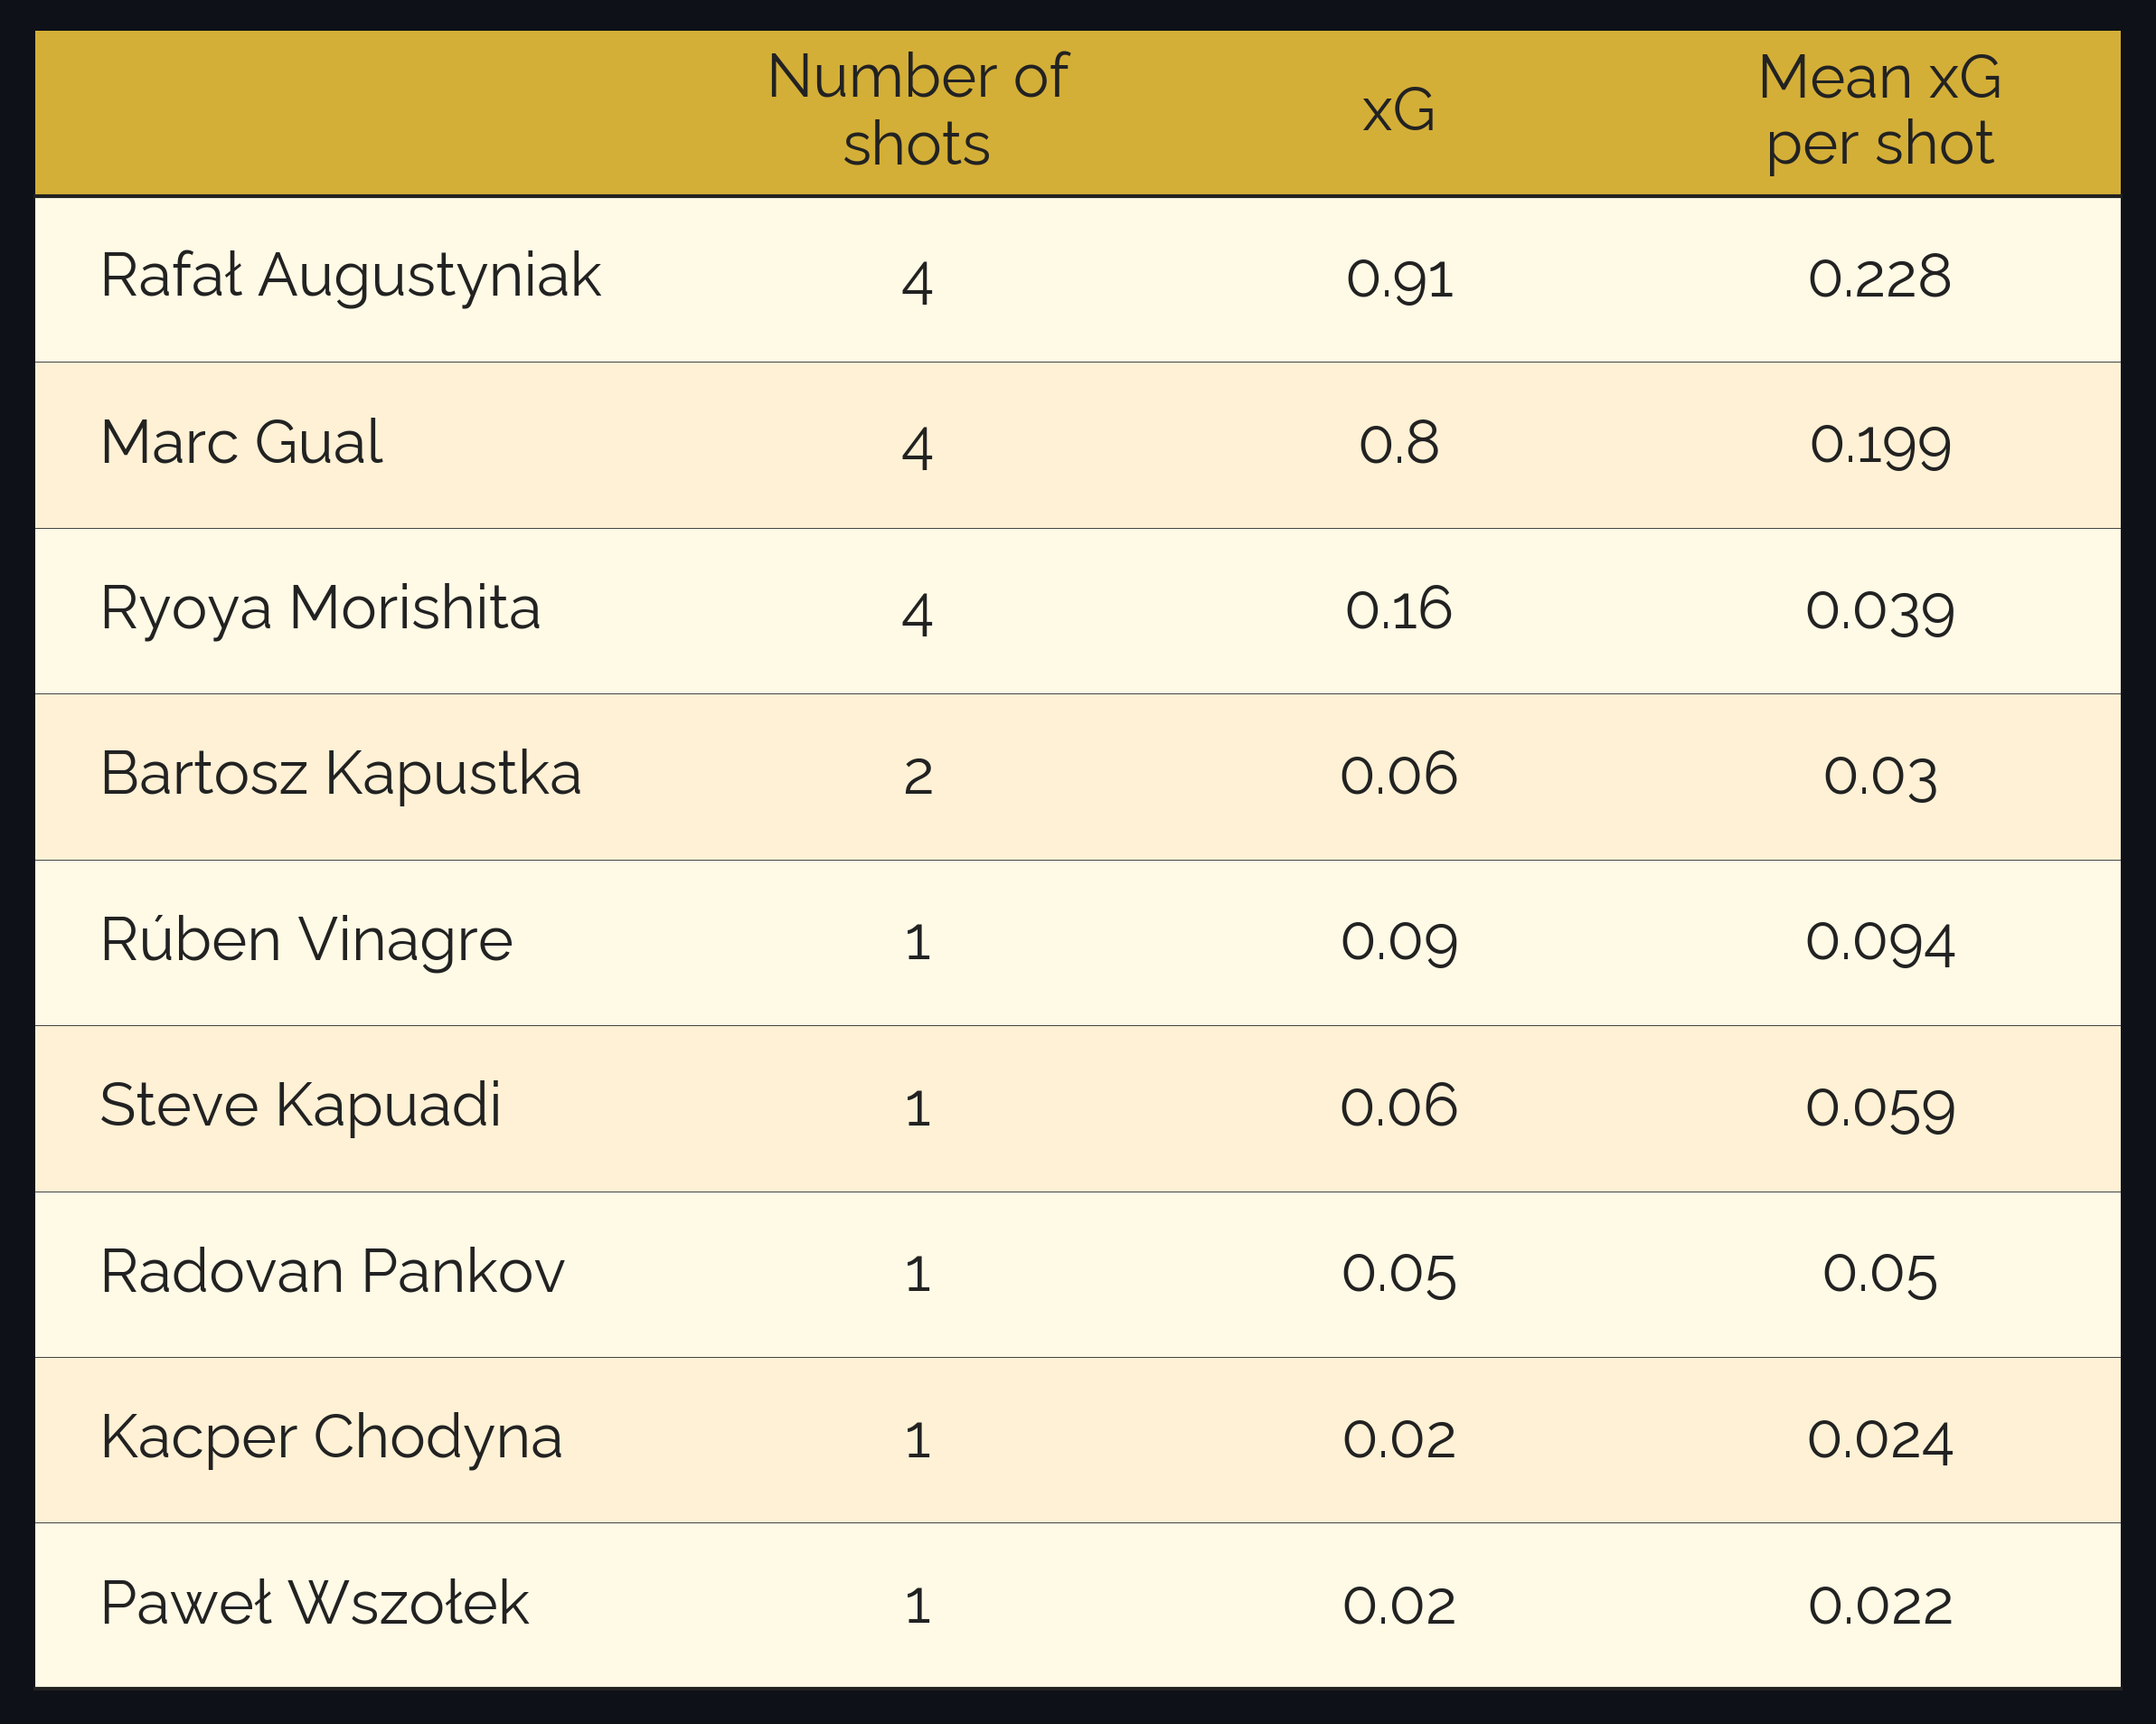 Number of shots xG Mean xG per shot
Rafał Augustyniak 4 0.91 0.228
Marc Gual 4 0.8 0.199
Ryoya Morishita 4 0.16 0.039
Bartosz Kapustka 2 0.06 0.03
Rúben Vinagre 1 0.09 0.094
Steve Kapuadi 1 0.06 0.059
Radovan Pankov 1 0.05 0.05
Kacper Chodyna 1 0.02 0.024
Paweł Wszołek 1 0.02 0.022